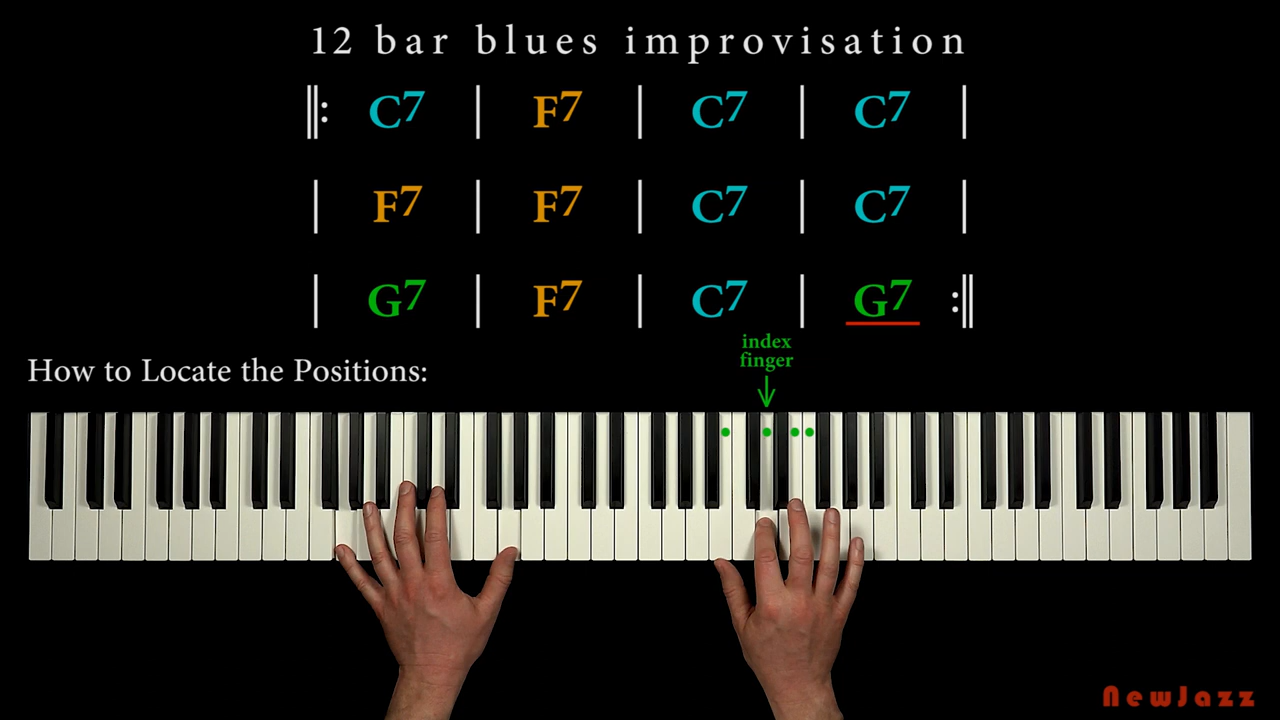 12 bar blues improvisation
‖: C7 | F7 | C7 | C7 |
| F7 | F7 | C7 | C7 |
| G7 | F7 | C7 | G7 :‖
index
finger
How to Locate the Positions:
NewJazz